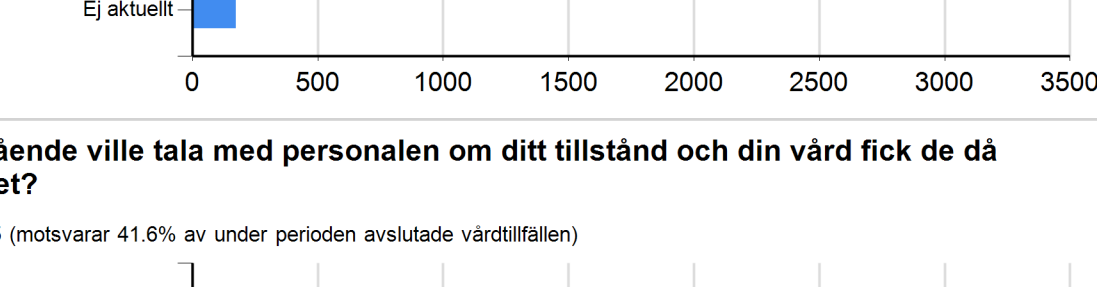 Ej aktuellt
0 500 1000 1500 2000 2500 3000 3500
ående ville tala med personalen om ditt tillstånd och din vård fick de då
et?
(motsvarar 41.6% av under perioden avslutade vårdtillfällen)